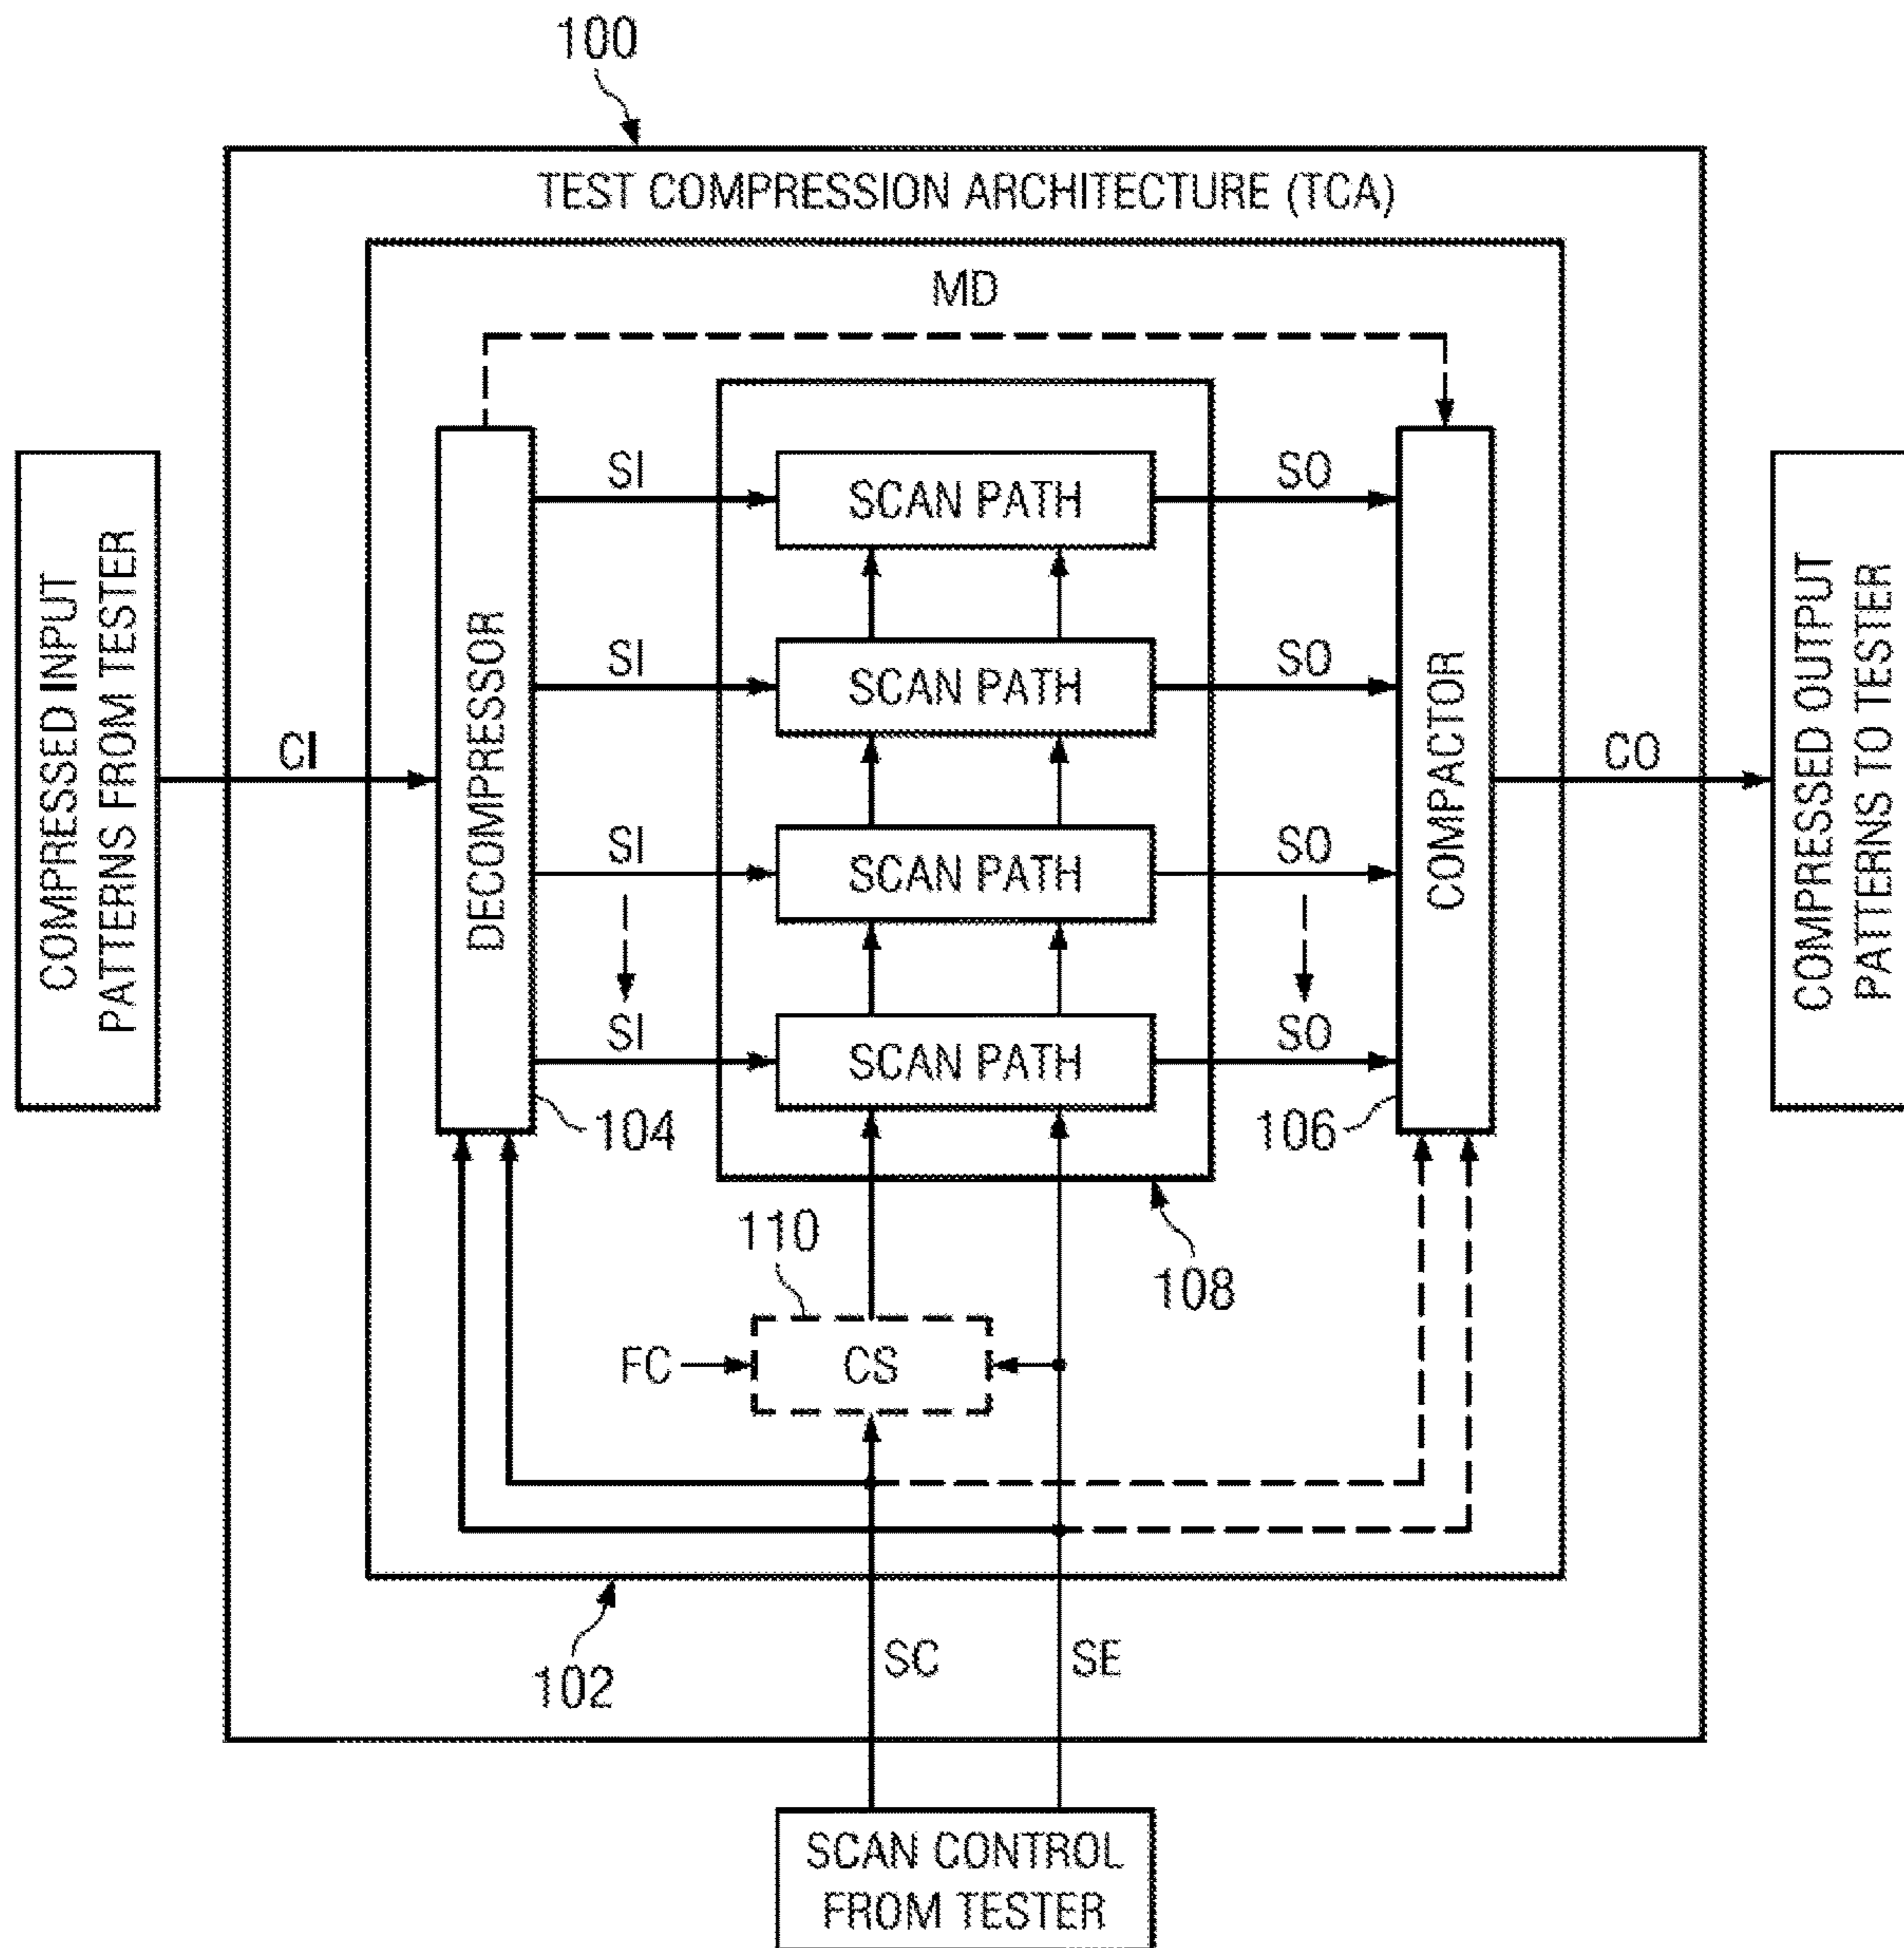 100
TEST COMPRESSION ARCHITECTURE (TCA)
MD
COMPRESSED INPUT
PATTERNS FROM TESTER
CI
DECOMPRESSOR
SI
SCAN PATH
SO
SI
SCAN PATH
SO
SI
SCAN PATH
SO
SI
SCAN PATH
SO
COMPACTOR
CO
COMPRESSED OUTPUT
PATTERNS TO TESTER
104
106
110
108
FC
CS
102
SC
SE
SCAN CONTROL
FROM TESTER